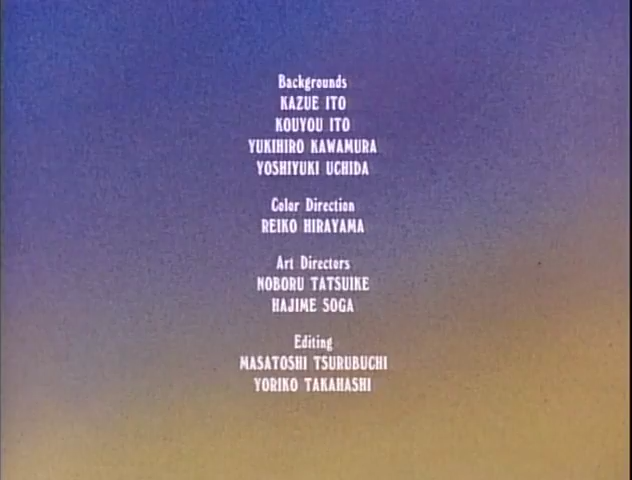 Backgrounds
KAZUE ITO
KOUYOU ITO
YUKIHIRO KAWAMURA
YOSHIYUKI UCHIDA
Color Direction
REIKO HIRAYAMA
Art Directors
NOBORU TATSUIKE
HAJIME SOGA
Editing
MASATOSHI TSURUBUCHI
YORIKO TAKAHASHI